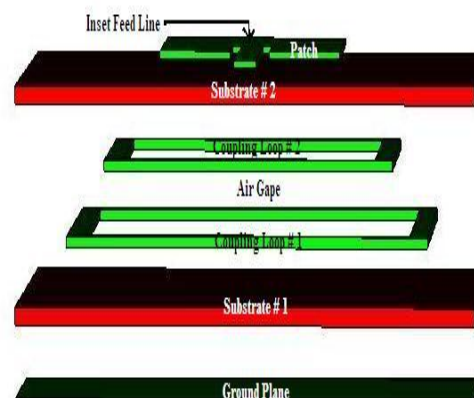 Inset Feed Line
Patch
Substrate # 2
Coupling Loop # 2
Air Gape
Coupling Loop # 1
Substrate # 1
Ground Plane